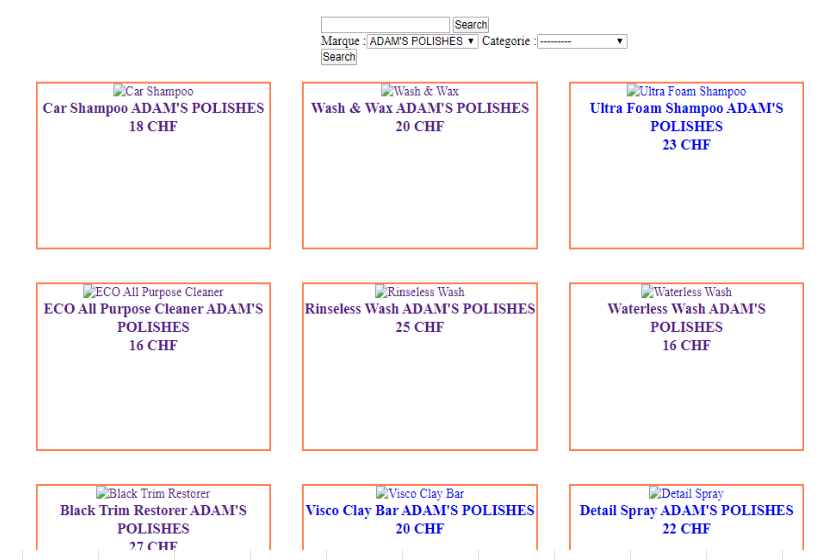 Search
Marque : ADAM'S POLISHES ▼ Categorie : --------- ▼
Search
Car Shampoo
Car Shampoo ADAM'S POLISHES
18 CHF
Wash & Wax
Wash & Wax ADAM'S POLISHES
20 CHF
Ultra Foam Shampoo
Ultra Foam Shampoo ADAM'S
POLISHES
23 CHF
ECO All Purpose Cleaner
ECO All Purpose Cleaner ADAM'S
POLISHES
16 CHF
Rinseless Wash
Rinseless Wash ADAM'S POLISHES
25 CHF
Waterless Wash
Waterless Wash ADAM'S
POLISHES
16 CHF
Black Trim Restorer
Black Trim Restorer ADAM'S
POLISHES
27 CHF
Visco Clay Bar
Visco Clay Bar ADAM'S POLISHES
20 CHF
Detail Spray
Detail Spray ADAM'S POLISHES
22 CHF